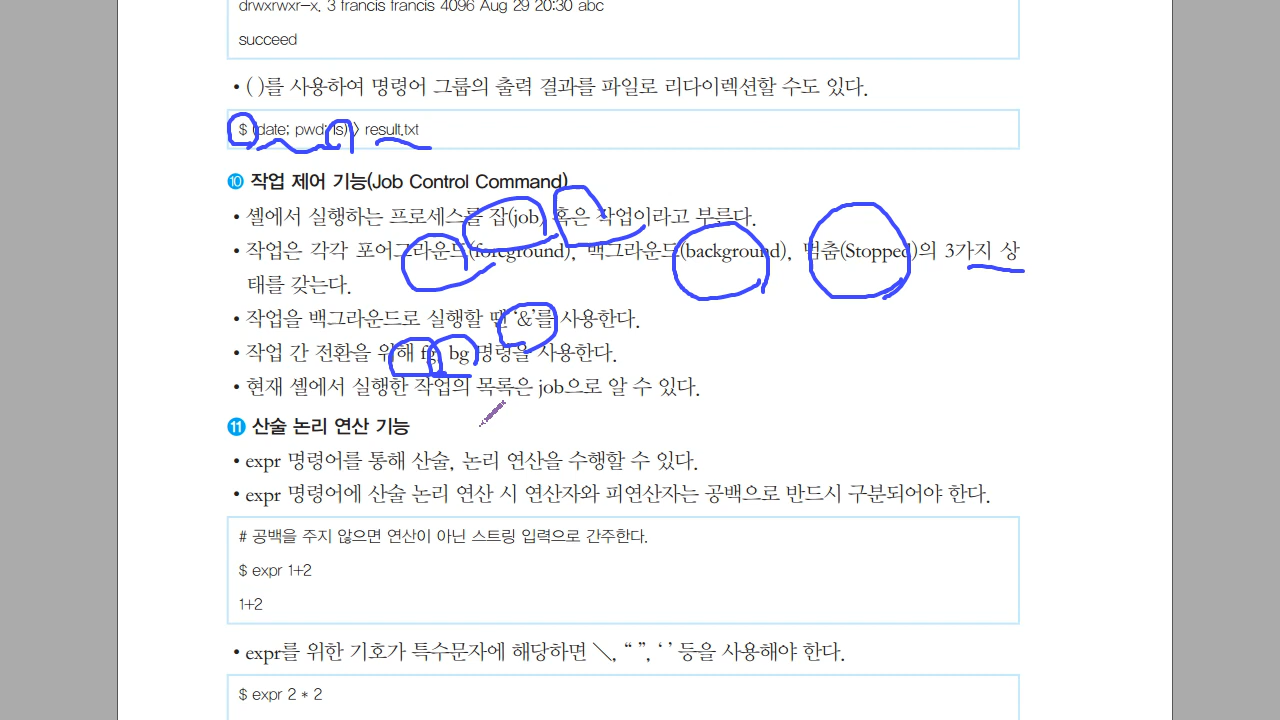 drwxrwxr-x. 3 francis francis 4096 Aug 29 20:30 abc
succeed
• ( )를 사용하여 명령어 그룹의 출력 결과를 파일로 리다이렉션할 수도 있다.
$ (date; pwd; ls) > result.txt
⑩ 작업 제어 기능(Job Control Command)
• 셸에서 실행하는 프로세스를 잡(job) 혹은 작업이라고 부른다.
• 작업은 각각 포어그라운드(foreground), 백그라운드(background), 멈춤(Stopped)의 3가지 상
태를 갖는다.
• 작업을 백그라운드로 실행할 땐 ‘&’를 사용한다.
• 작업 간 전환을 위해 fg, bg 명령을 사용한다.
• 현재 셸에서 실행한 작업의 목록은 job으로 알 수 있다.
⑪ 산술 논리 연산 기능
• expr 명령어를 통해 산술, 논리 연산을 수행할 수 있다.
• expr 명령어에 산술 논리 연산 시 연산자와 피연산자는 공백으로 반드시 구분되어야 한다.
# 공백을 주지 않으면 연산이 아닌 스트링 입력으로 간주한다.
$ expr 1+2
1+2
• expr를 위한 기호가 특수문자에 해당하면 \, “ ”, ‘ ’ 등을 사용해야 한다.
$ expr 2 * 2